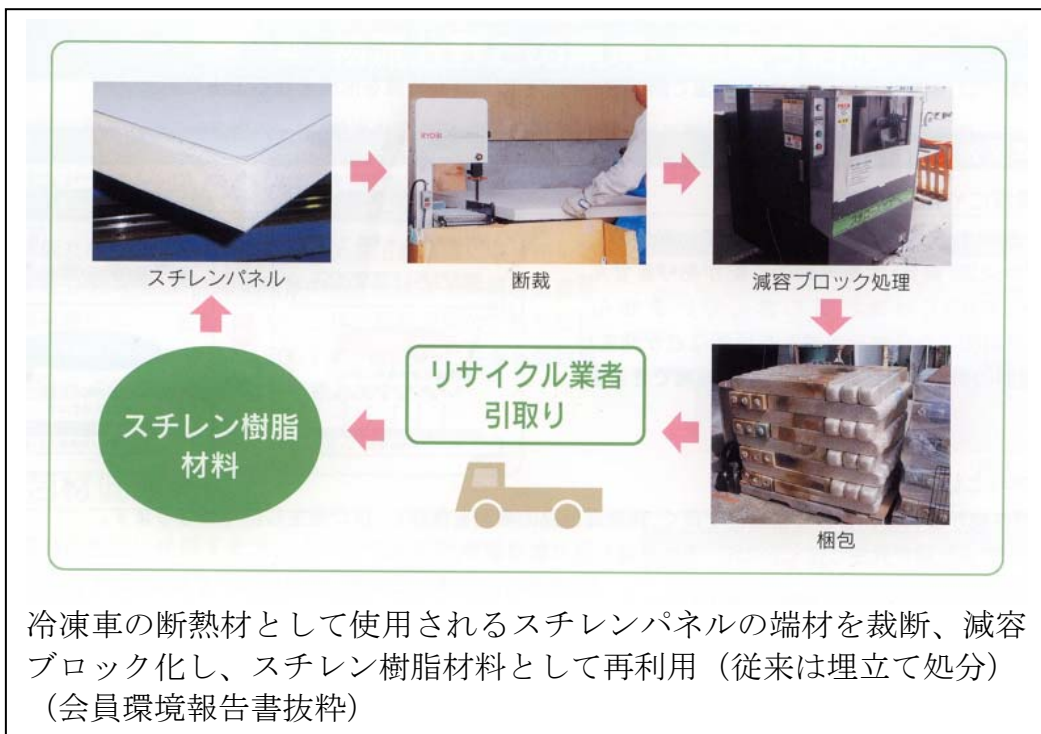 スチレンパネル
RYOBI
断裁
減容ブロック処理
梱包
リサイクル業者
引取り
スチレン樹脂
材料
冷凍車の断熱材として使用されるスチレンパネルの端材を裁断、減容
ブロック化し、スチレン樹脂材料として再利用（従来は埋立て処分）
（会員環境報告書抜粋）